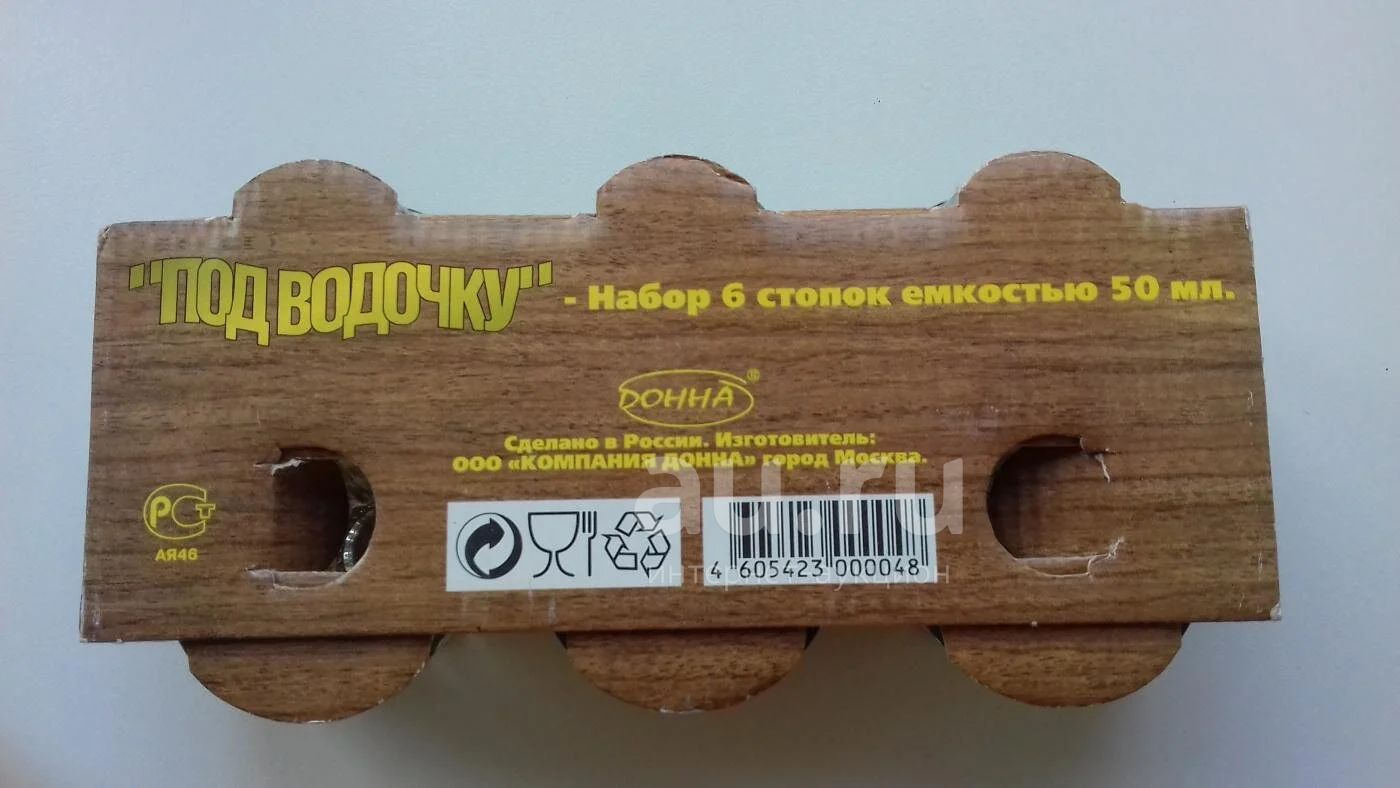 "ПОД ВОДОЧКУ" - Набор 6 стопок емкостью 50 мл.
ДОННА®
Сделано в России. Изготовитель:
ООО «КОМПАНИЯ ДОННА» город Москва.
au.ru
интернет-аукцион
РСТ
АЯ46
4 605423 000048